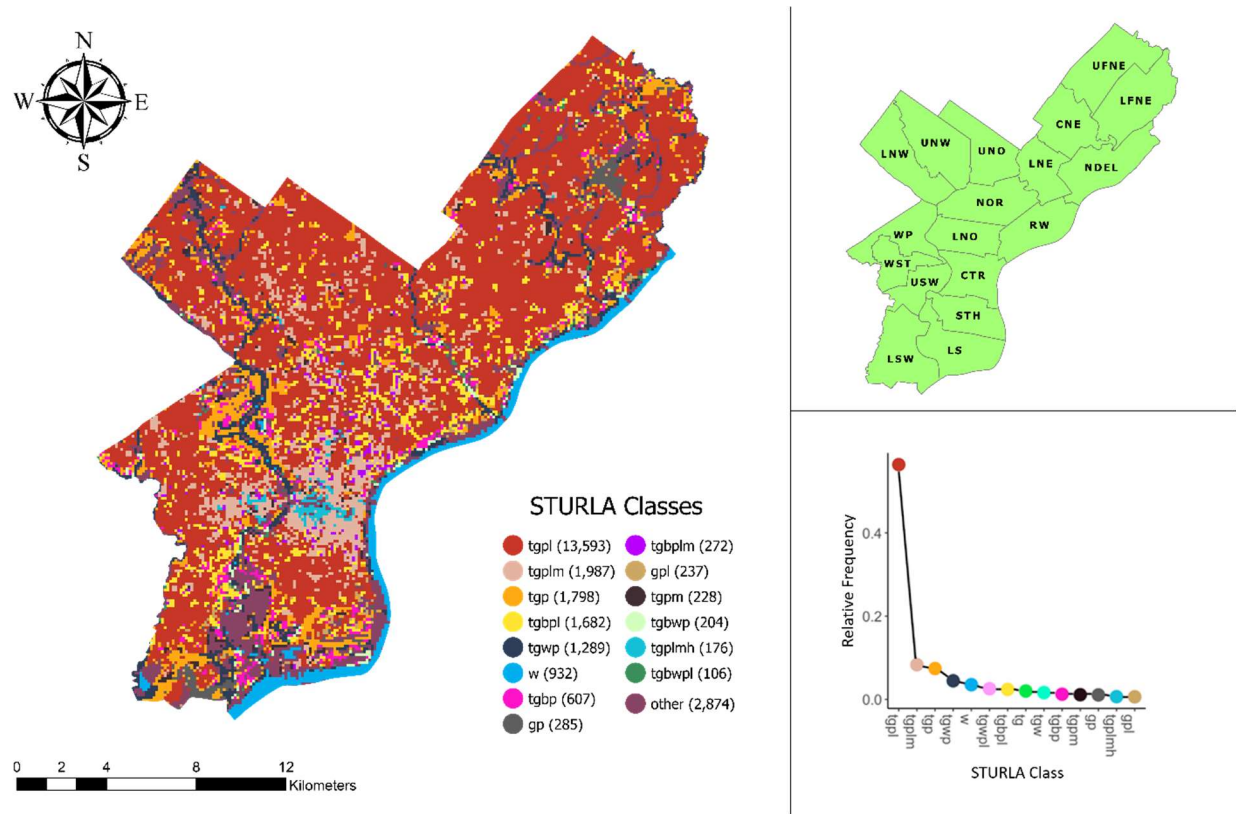 N
W E
S
STURLA Classes
tgpl (13,593)
tgplm (1,987)
tgp (1,798)
tgbpl (1,682)
tgwp (1,289)
w (932)
tgbp (607)
gp (285)
tgbplm (272)
gpl (237)
tgpm (228)
tgbwp (204)
tgplmh (176)
tgbwpl (106)
other (2,874)
0 2 4 8 12
Kilometers
UFNE
LFNE
CNE
UNW
UNO
LNW
LNE
NDEL
NOR
RW
WP
LNO
WST
CTR
USW
STH
LS
LSW
Relative Frequency
0.4
0.2
0.0
tgpl
tgplm
tgp
tgwp
w
tgwpl
tgbpl
tg
tgw
tgbp
tgpm
gp
tgplmh
gpl
STURLA Class